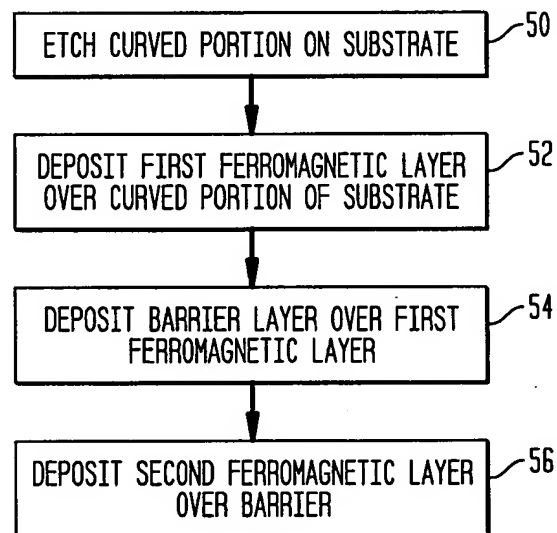 ETCH CURVED PORTION ON SUBSTRATE
50
DEPOSIT FIRST FERROMAGNETIC LAYER
OVER CURVED PORTION OF SUBSTRATE
52
DEPOSIT BARRIER LAYER OVER FIRST
FERROMAGNETIC LAYER
54
DEPOSIT SECOND FERROMAGNETIC LAYER
OVER BARRIER
56